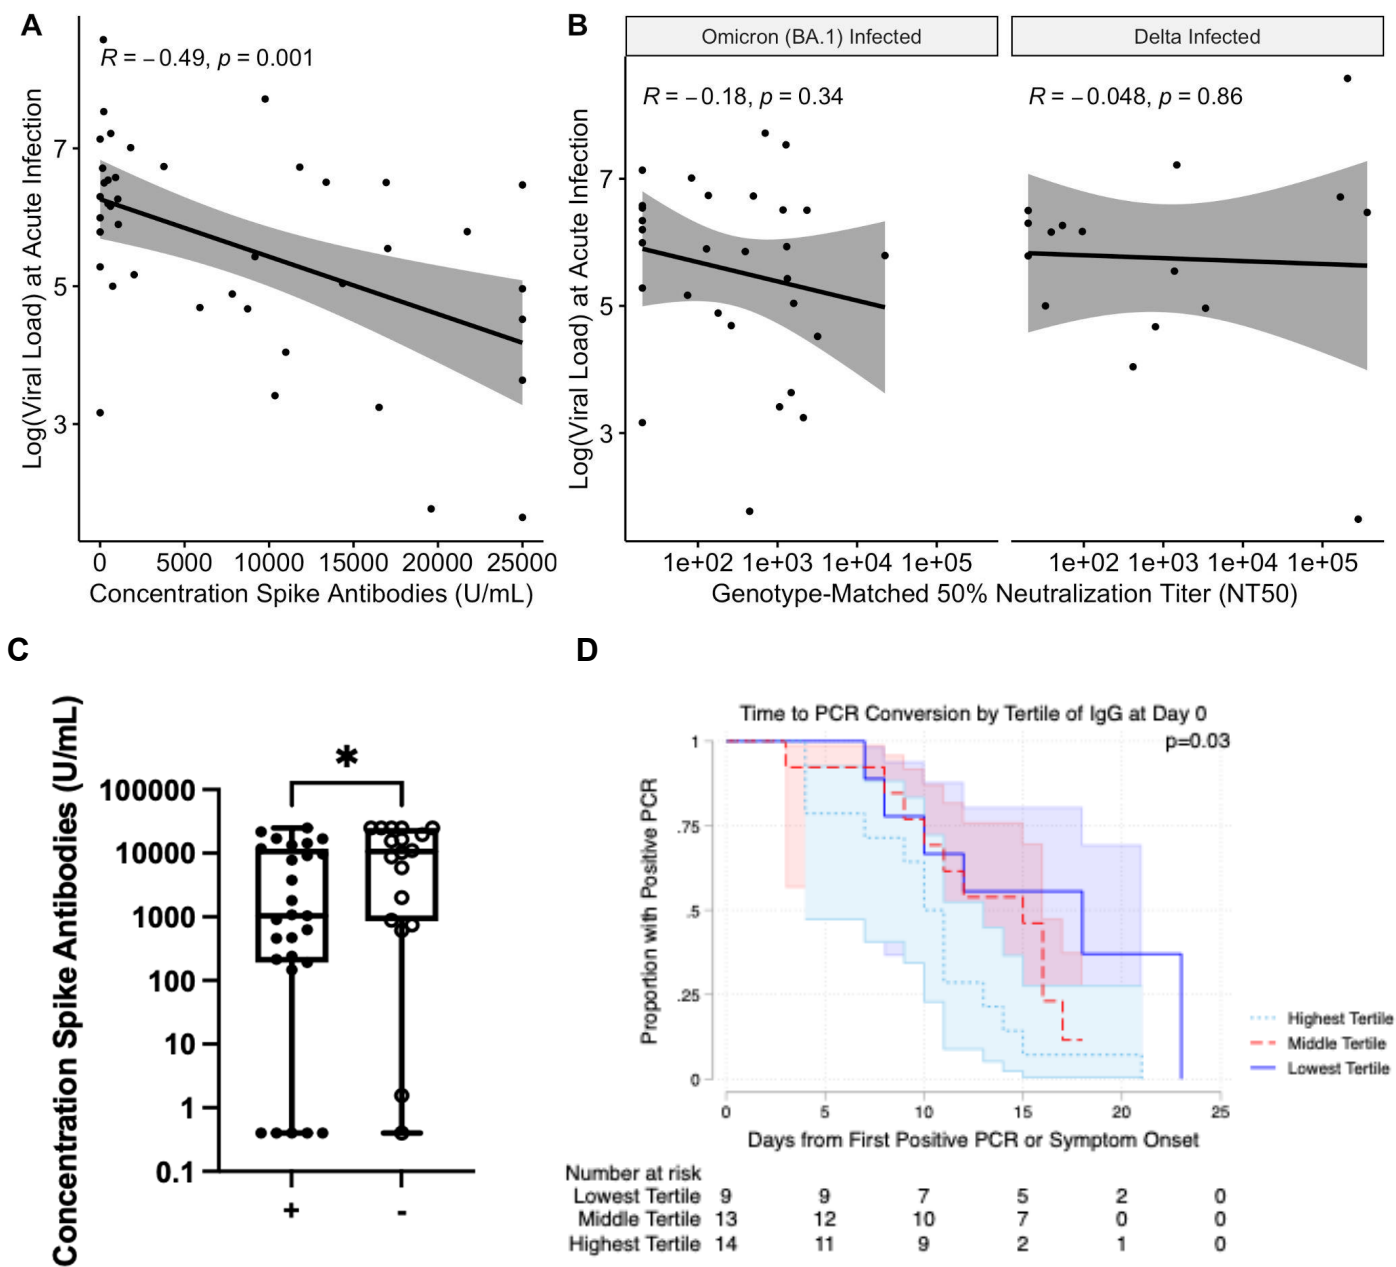 A
R = −0.49, p = 0.001
Log(Viral Load) at Acute Infection
7
5
3
0 5000 10000 15000 20000 25000
Concentration Spike Antibodies (U/mL)
B
Omicron (BA.1) Infected
Delta Infected
R = −0.18, p = 0.34
R = −0.048, p = 0.86
Log(Viral Load) at Acute Infection
7
5
3
1e+02 1e+03 1e+04 1e+05
1e+02 1e+03 1e+04 1e+05
Genotype-Matched 50% Neutralization Titer (NT50)
C
Concentration Spike Antibodies (U/mL)
*
100000
10000
1000
100
10
1
0.1
+ -
D
Time to PCR Conversion by Tertile of IgG at Day 0
p=0.03
Proportion with Positive PCR
1
.75
.5
.25
0
0 5 10 15 20 25
Days from First Positive PCR or Symptom Onset
Highest Tertile
Middle Tertile
Lowest Tertile
Number at risk
Lowest Tertile 9 9 7 5 2 0
Middle Tertile 13 12 10 7 0 0
Highest Tertile 14 11 9 2 1 0